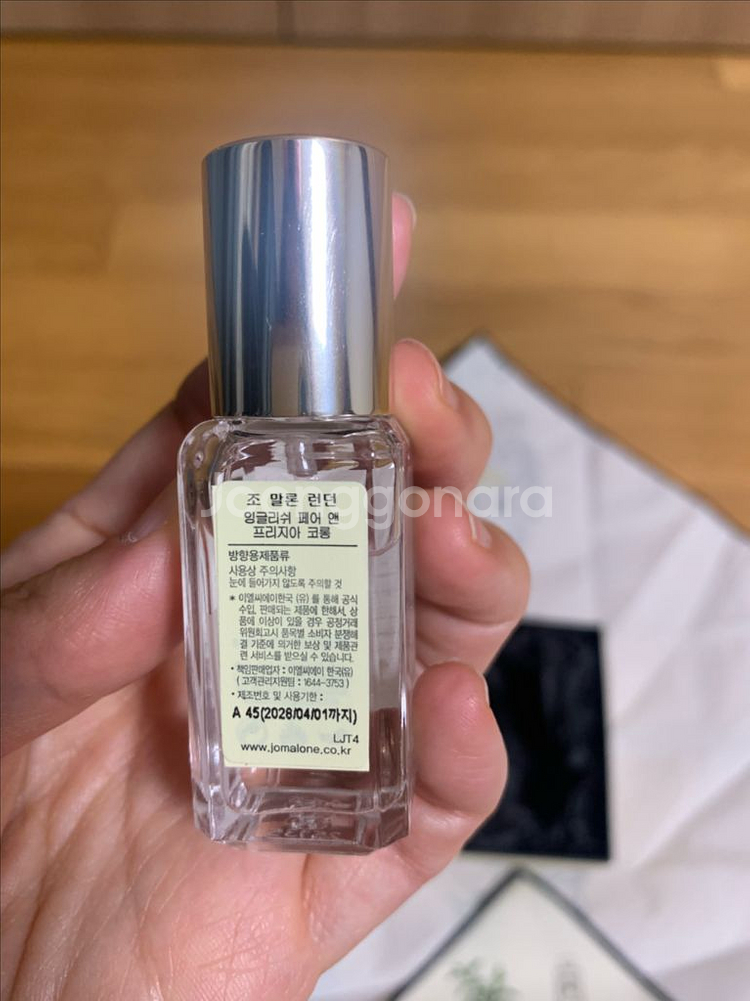 조 말론 런던
잉글리쉬 페어 앤
프리지아 코롱
방향용제품류
사용상 주의사항
눈에 들어가지 않도록 주의할 것
* 이엘씨에이한국 (유) 를 통해 공식
수입, 판매되는 제품에 한해서, 상
품에 이상이 있을 경우 공정거래
위원회고시 품목별 소비자 분쟁해
결 기준에 의거한 보상 및 제품관
련 서비스를 받으실 수 있습니다.
• 책임판매업자 : 이엘씨에이 한국(유)
( 고객관리지원팀 : 1644-3753 )
• 제조번호 및 사용기한 :
A 45(2028/04/01까지)
LJT4
www.jomalone.co.kr
Joonggonara